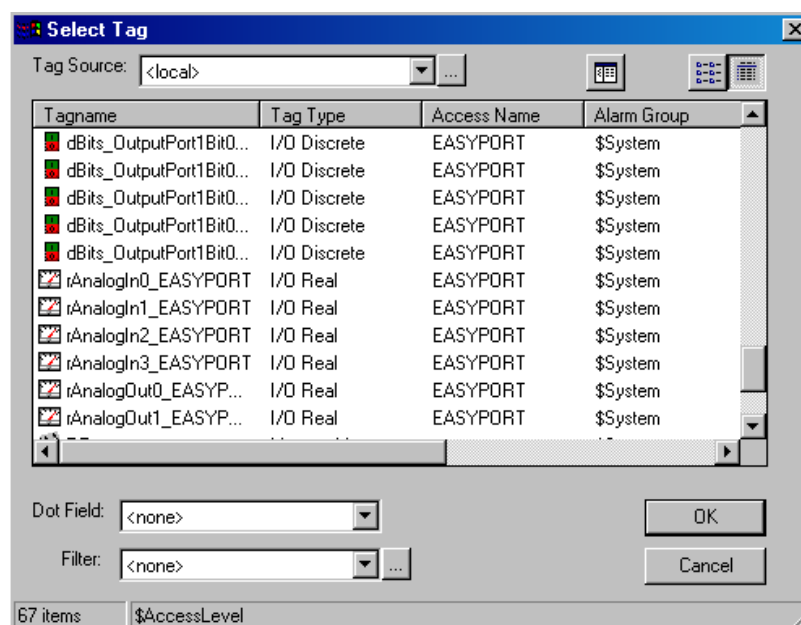 Select Tag
Tag Source: <local> ...
Tagname Tag Type Access Name Alarm Group
dBits_OutputPort1Bit0... I/O Discrete EASYPORT $System
dBits_OutputPort1Bit0... I/O Discrete EASYPORT $System
dBits_OutputPort1Bit0... I/O Discrete EASYPORT $System
dBits_OutputPort1Bit0... I/O Discrete EASYPORT $System
dBits_OutputPort1Bit0... I/O Discrete EASYPORT $System
rAnalogIn0_EASYPORT I/O Real EASYPORT $System
rAnalogIn1_EASYPORT I/O Real EASYPORT $System
rAnalogIn2_EASYPORT I/O Real EASYPORT $System
rAnalogIn3_EASYPORT I/O Real EASYPORT $System
rAnalogOut0_EASYP... I/O Real EASYPORT $System
rAnalogOut1_EASYP... I/O Real EASYPORT $System
Dot Field: <none> OK
Filter: <none> ... Cancel
67 items $AccessLevel